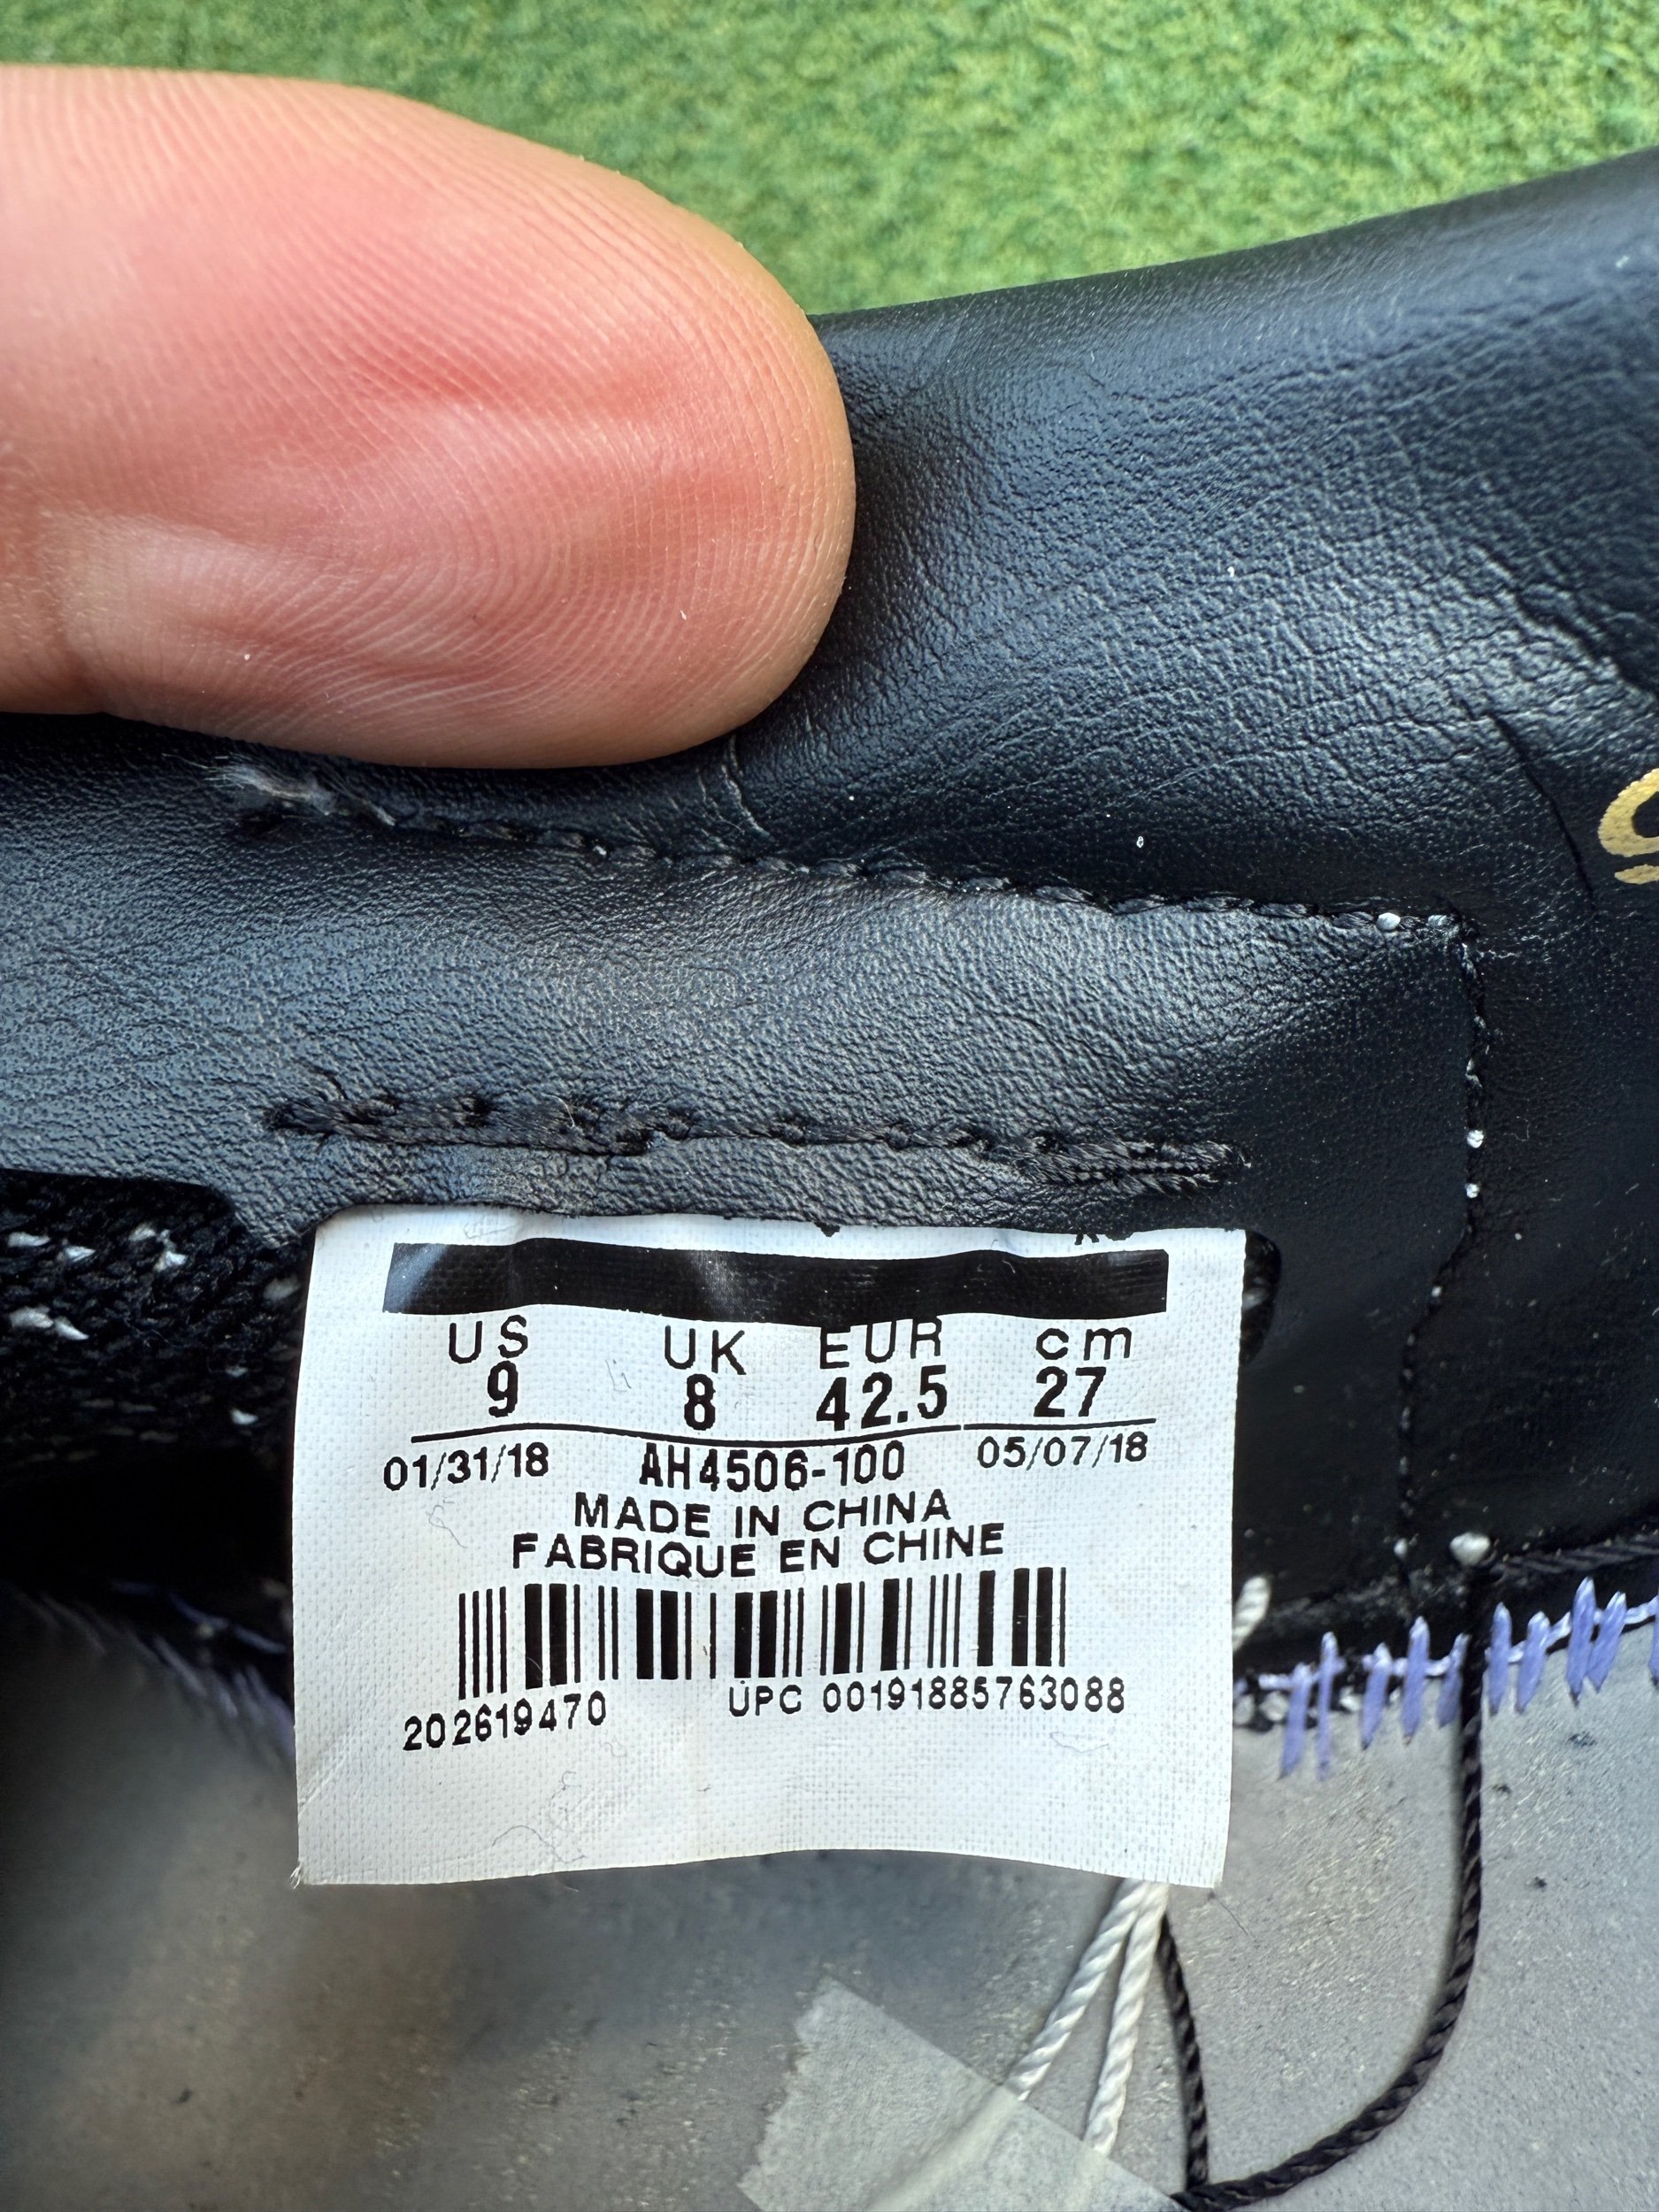 US UK EUR cm
9 8 42.5 27
01/31/18 AH4506-100 05/07/18
MADE IN CHINA
FABRIQUE EN CHINE
202619470 UPC 00191885763088